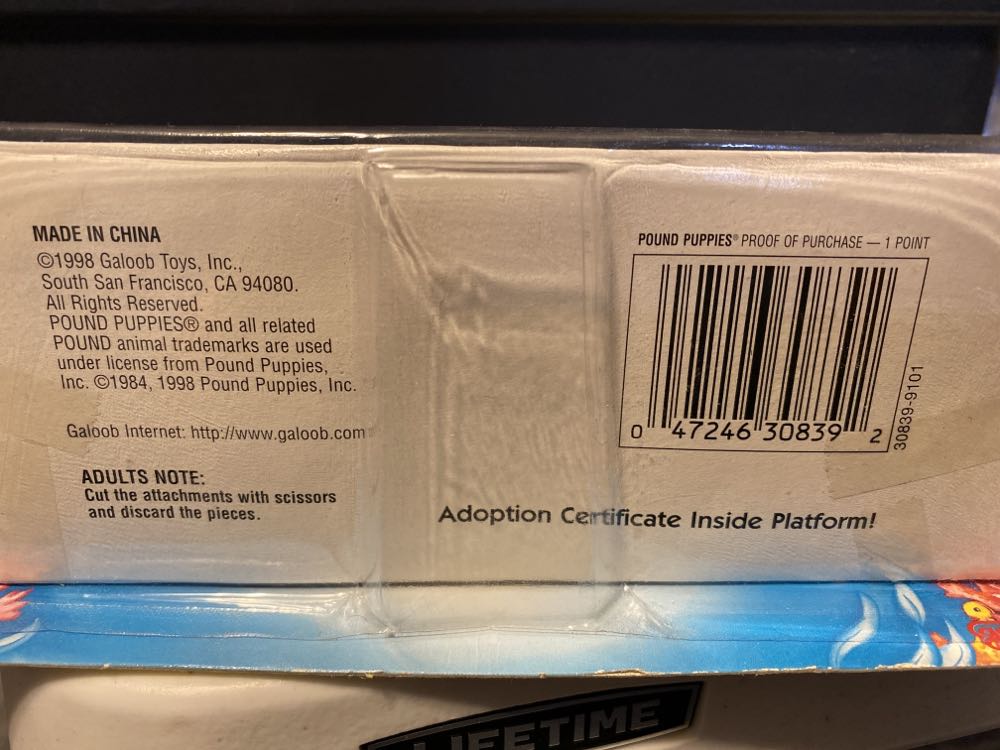 MADE IN CHINA
©1998 Galoob Toys, Inc.,
South San Francisco, CA 94080.
All Rights Reserved.
POUND PUPPIES® and all related
POUND animal trademarks are used
under license from Pound Puppies,
Inc. ©1984, 1998 Pound Puppies, Inc.
Galoob Internet: http://www.galoob.com
ADULTS NOTE:
Cut the attachments with scissors
and discard the pieces.
POUND PUPPIES® PROOF OF PURCHASE — 1 POINT
0 47246 30839 2
30839-9101
Adoption Certificate Inside Platform!
LIFETIME